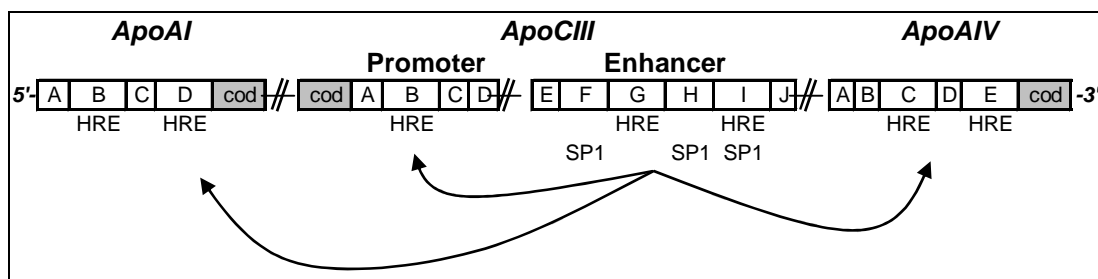 ApoAI ApoCIII ApoAIV
Promoter Enhancer
5'- A B C D cod cod A B C D E F G H I J A B C D E cod -3'
HRE HRE HRE HRE HRE HRE HRE
SP1 SP1 SP1